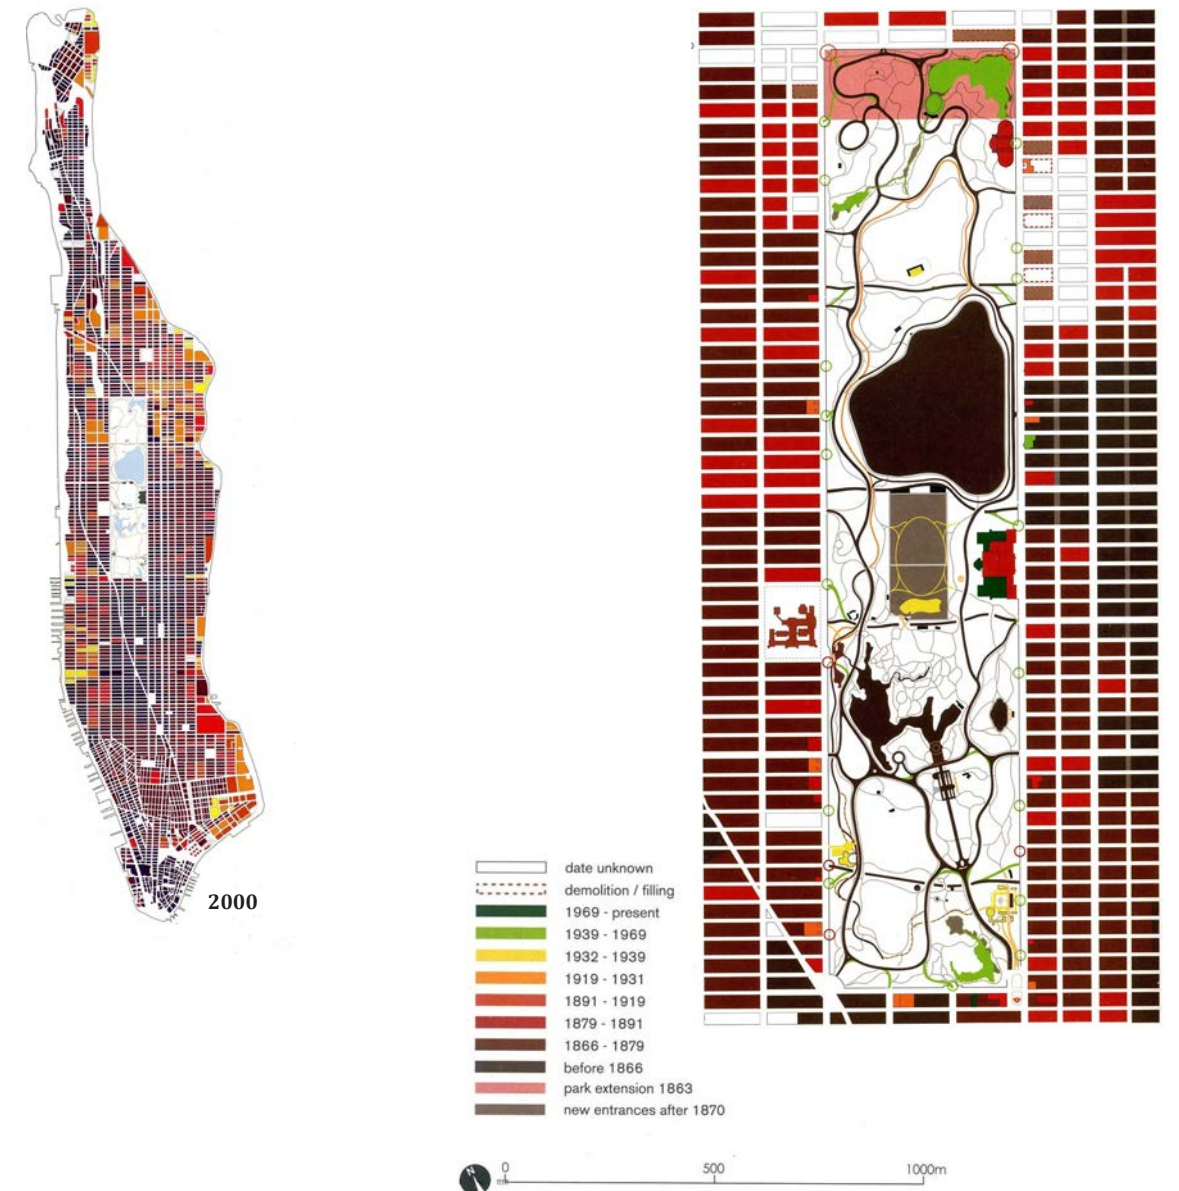 2000
date unknown
demolition / filling
1969 - present
1939 - 1969
1932 - 1939
1919 - 1931
1891 - 1919
1879 - 1891
1866 - 1879
before 1866
park extension 1863
new entrances after 1870
N
0
500
1000m